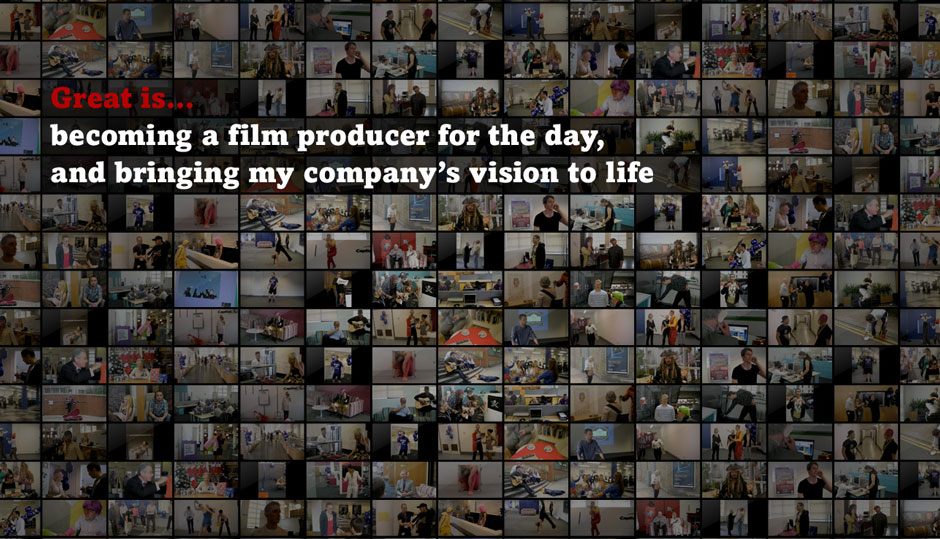 Great is...
becoming a film producer for the day,
and bringing my company’s vision to life